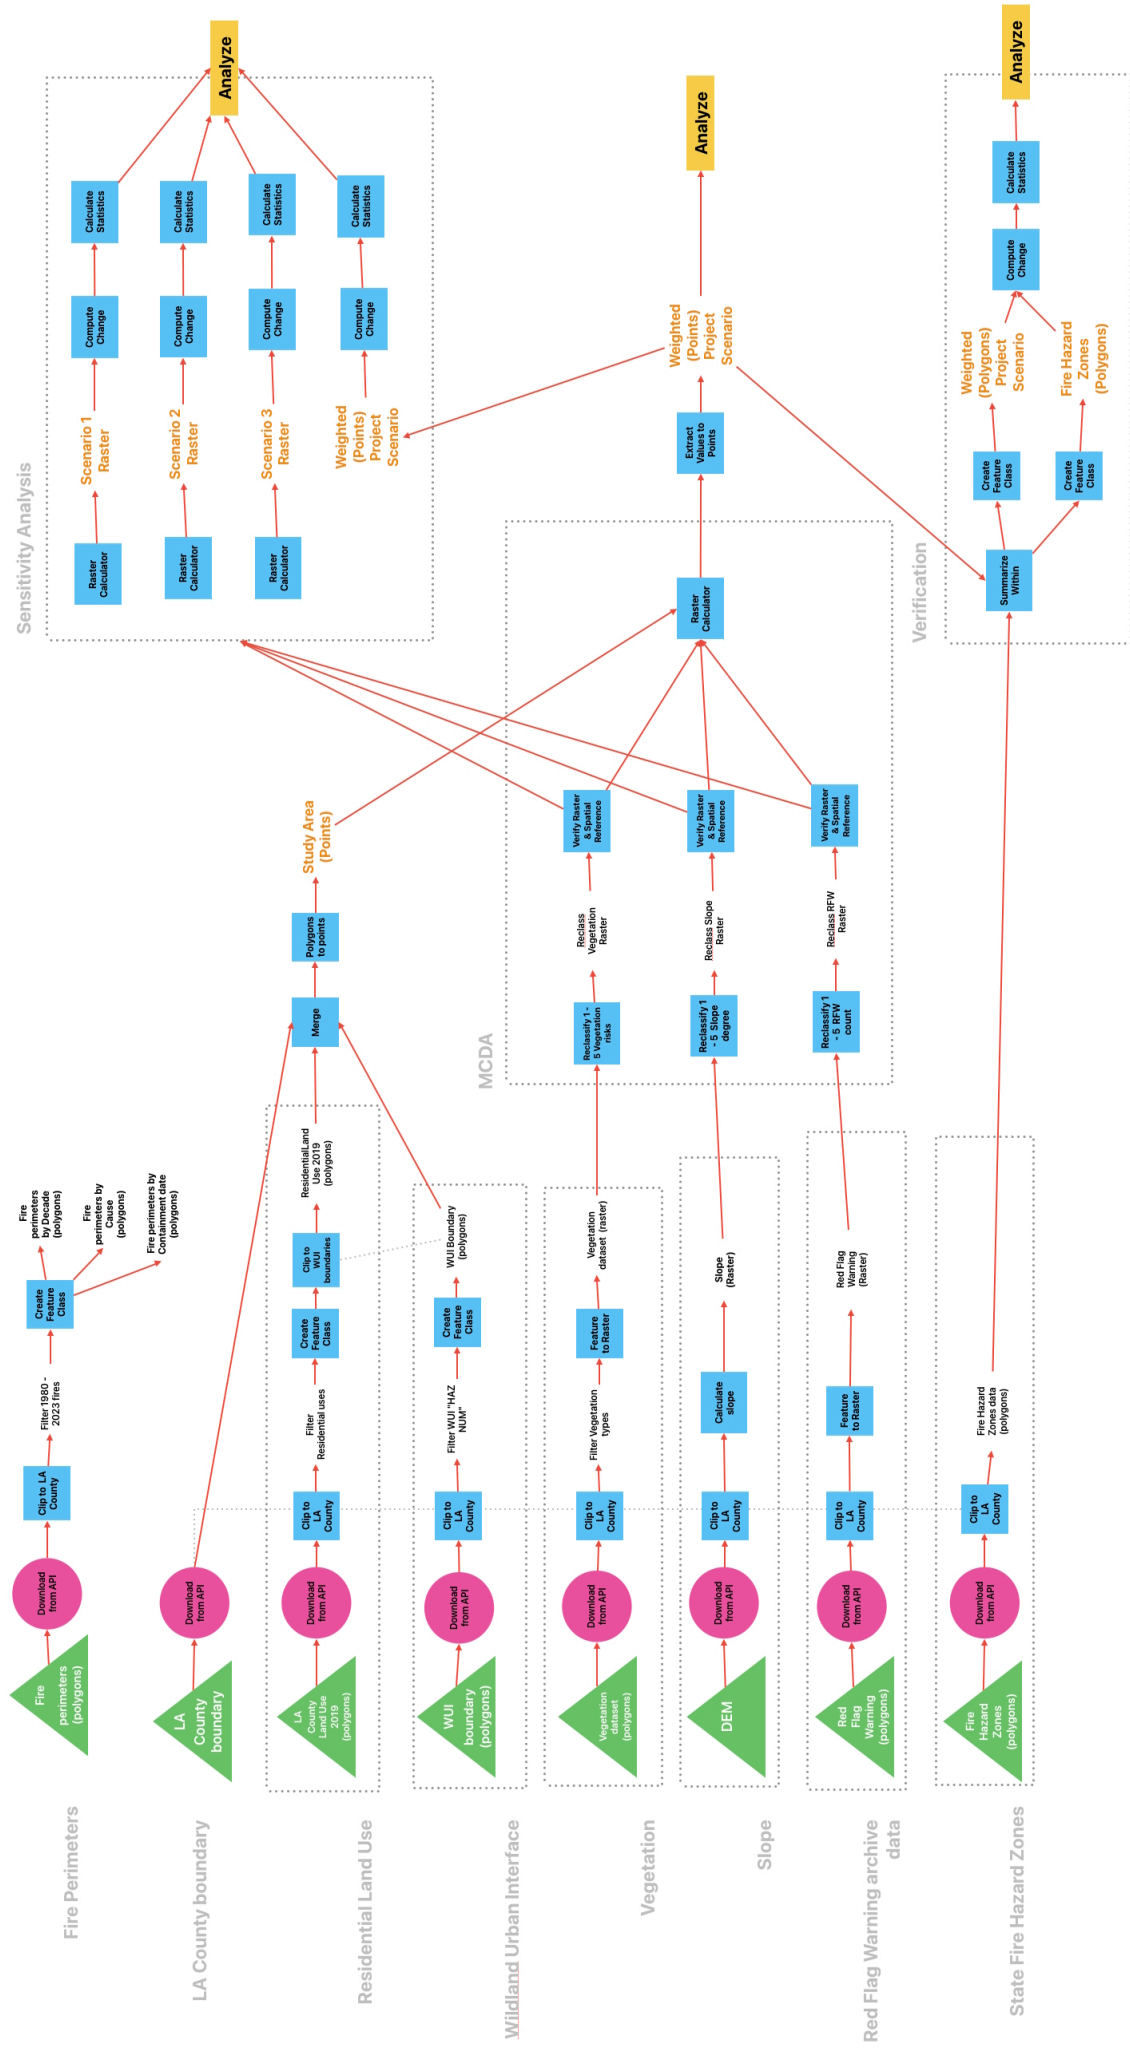 Fire Perimeters
Fire
perimeters
(polygons)
Download
from API
Clip to LA
County
Filter 1980 -
2023 fires
Create
Feature
Class
Fire
perimeters
by Decade
(polygons)
Fire
perimeters by
Cause
(polygons)
Fire perimeters by
Containment date
(polygons)
LA County boundary
LA
County
boundary
Download
from API
Residential Land Use
LA
County
Land Use
2019
(polygons)
Download
from API
Clip to
LA
County
Filter
Residential uses
Create
Feature
Class
Clip to
WUI
boundaries
ResidentialLand
Use 2019
(polygons)
Merge
Polygons
to points
Study Area
(Points)
Wildland Urban Interface
WUI
boundary
(polygons)
Download
from API
Clip to
LA
County
Filter WUI "HAZ
NUM"
Create
Feature
Class
WUI Boundary
(polygons)
Vegetation
Vegetation
dataset
(polygons)
Download
from API
Clip to
LA
County
Filter Vegetation
types
Feature
to Raster
Vegetation
dataset (raster)
Slope
DEM
Download
from API
Clip to
LA
County
Calculate
slope
Slope
(Raster)
Red Flag Warning archive
data
Red
Flag
Warning
(polygons)
Download
from API
Clip to
LA
County
Feature
to Raster
Red Flag
Warning
(Raster)
State Fire Hazard Zones
Fire
Hazard
Zones
(polygons)
Download
from API
Clip to
LA
County
Fire Hazard
Zones data
(polygons)
MCDA
Reclassify 1 -
5 Vegetation
risks
Reclass
Vegetation
Raster
Verify Raster
& Spatial
Reference
Reclassify 1
- 5 Slope
degree
Reclass Slope
Raster
Verify Raster
& Spatial
Reference
Reclassify 1
- 5 RFW
count
Reclass RFW
Raster
Verify Raster
& Spatial
Reference
Raster
Calculator
Extract
Values to
Points
Weighted
(Points)
Project
Scenario
Analyze
Sensitivity Analysis
Raster
Calculator
Scenario 1
Raster
Compute
Change
Calculate
Statistics
Raster
Calculator
Scenario 2
Raster
Compute
Change
Calculate
Statistics
Raster
Calculator
Scenario 3
Raster
Compute
Change
Calculate
Statistics
Weighted
(Points)
Project
Scenario
Compute
Change
Calculate
Statistics
Analyze
Verification
Summarize
Within
Create
Feature
Class
Weighted
(Polygons)
Project
Scenario
Create
Feature
Class
Fire Hazard
Zones
(Polygons)
Compute
Change
Calculate
Statistics
Analyze